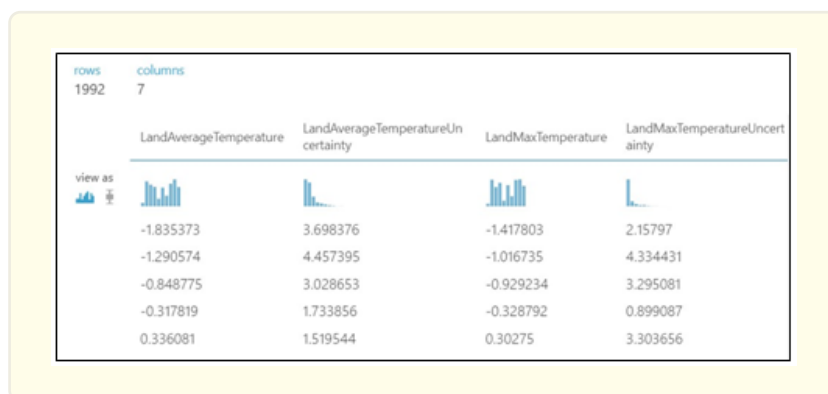 rows columns
1992 7
LandAverageTemperature LandAverageTemperatureUn LandMaxTemperature LandMaxTemperatureUncert
certainty ainty
view as
-1.835373 3.698376 -1.417803 2.15797
-1.290574 4.457395 -1.016735 4.334431
-0.848775 3.028653 -0.929234 3.295081
-0.317819 1.733856 -0.328792 0.899087
0.336081 1.519544 0.30275 3.303656